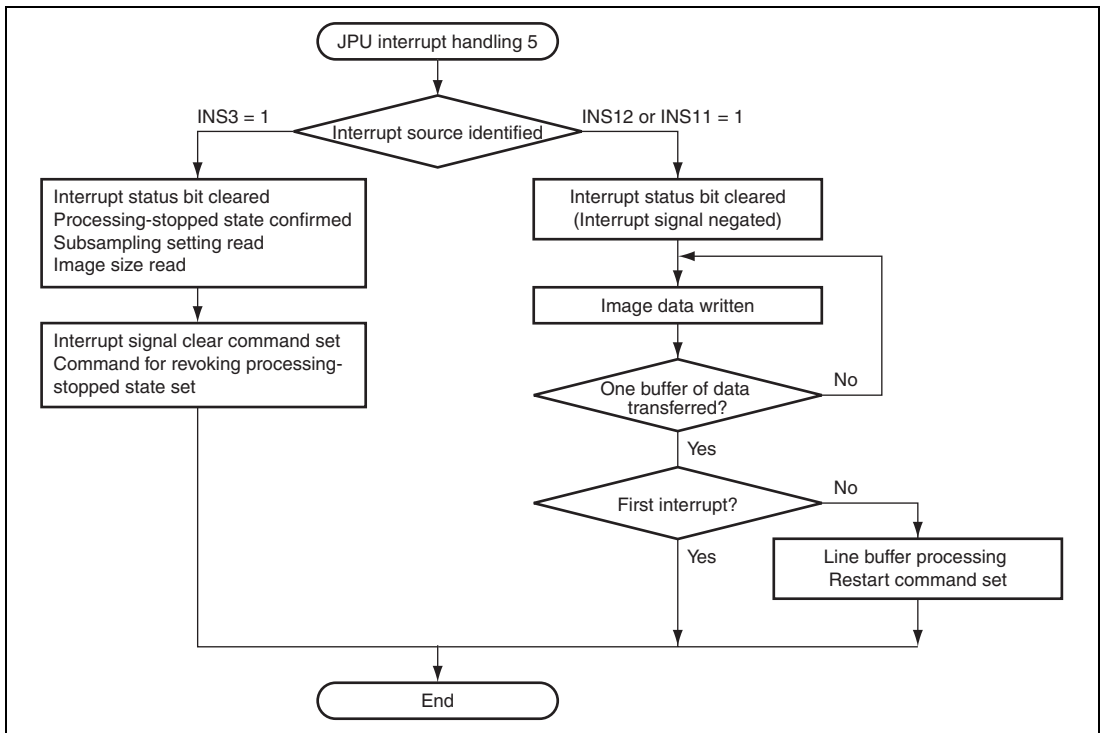 JPU interrupt handling 5
INS3 = 1
Interrupt source identified
INS12 or INS11 = 1
Interrupt status bit cleared
Processing-stopped state confirmed
Subsampling setting read
Image size read
Interrupt signal clear command set
Command for revoking processing-
stopped state set
Interrupt status bit cleared
(Interrupt signal negated)
Image data written
One buffer of data
transferred?
No
Yes
First interrupt?
No
Yes
Line buffer processing
Restart command set
End